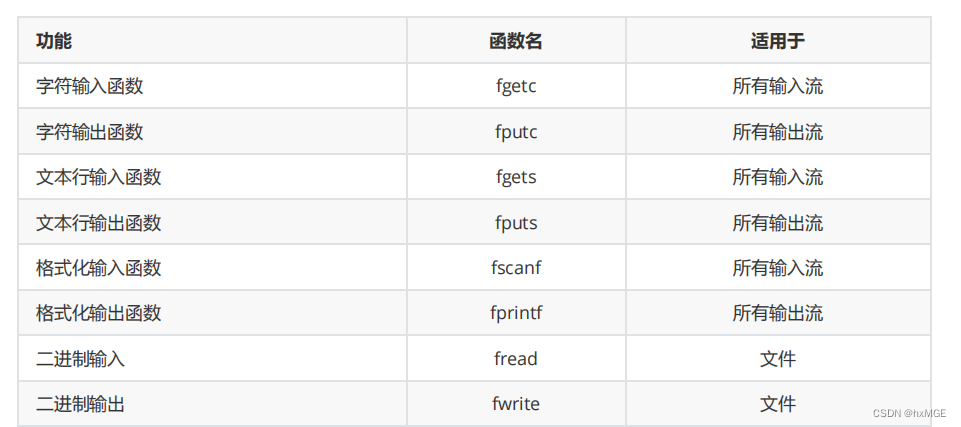 功能 函数名 适用于
字符输入函数 fgetc 所有输入流
字符输出函数 fputc 所有输出流
文本行输入函数 fgets 所有输入流
文本行输出函数 fputs 所有输出流
格式化输入函数 fscanf 所有输入流
格式化输出函数 fprintf 所有输出流
二进制输入 fread 文件
二进制输出 fwrite 文件
CSDN @hxMGE